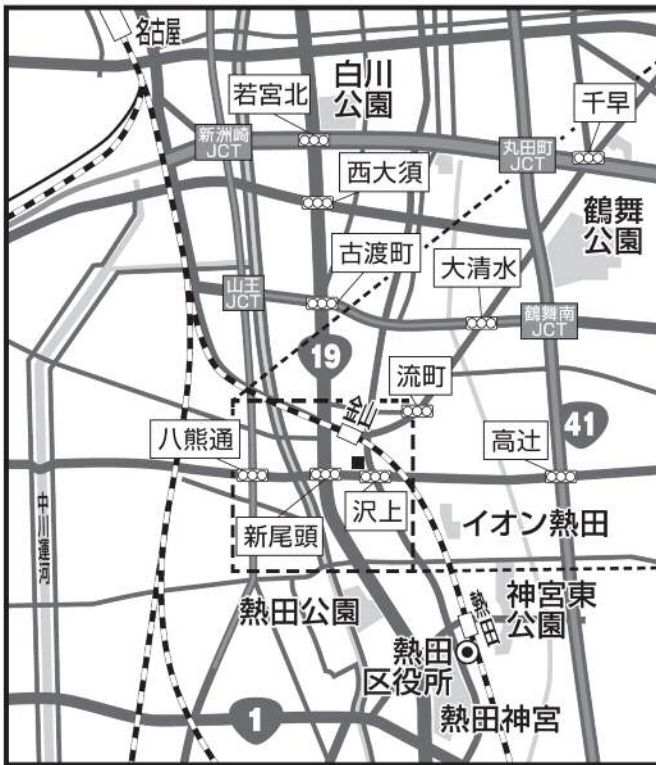 名古屋
白川
公園
若宮北
千早
新洲崎
JCT
丸田町
JCT
西大須
鶴舞
公園
古渡町
大清水
山王
JCT
鶴舞南
JCT
19
金山
流町
41
八熊通
高辻
新尾頭
沢上
中川運河
イオン熱田
熱田公園
熱田
神宮東
公園
熱田
区役所
1
熱田神宮